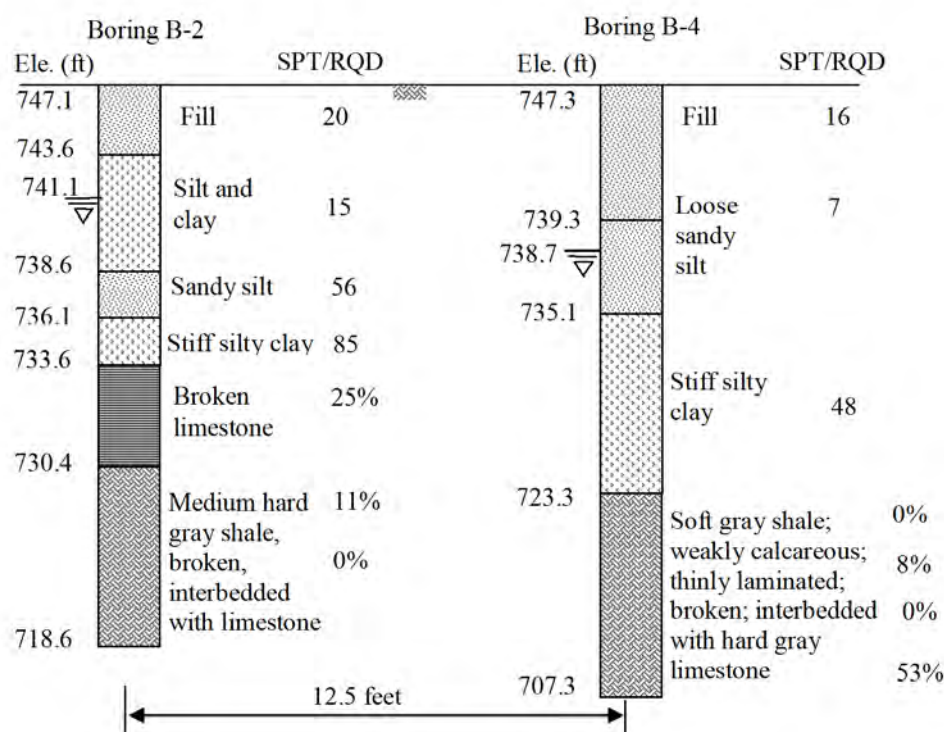 Boring B-2
Ele. (ft)
SPT/RQD
747.1
Fill
20
743.6
741.1
Silt and
clay
15
738.6
Sandy silt
56
736.1
Stiff silty clay
85
733.6
Broken
limestone
25%
730.4
Medium hard
gray shale,
broken,
interbedded
with limestone
11%
0%
718.6
Boring B-4
Ele. (ft)
SPT/RQD
747.3
Fill
16
739.3
738.7
Loose
sandy
silt
7
735.1
Stiff silty
clay
48
723.3
Soft gray shale;
weakly calcareous;
thinly laminated;
broken; interbedded
with hard gray
limestone
0%
8%
0%
53%
707.3
12.5 feet